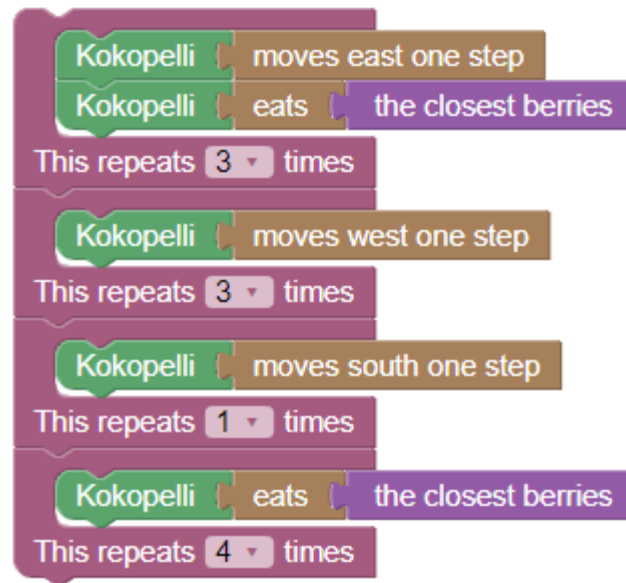 Kokopelli moves east one step
Kokopelli eats the closest berries
This repeats 3 times
Kokopelli moves west one step
This repeats 3 times
Kokopelli moves south one step
This repeats 1 times
Kokopelli eats the closest berries
This repeats 4 times